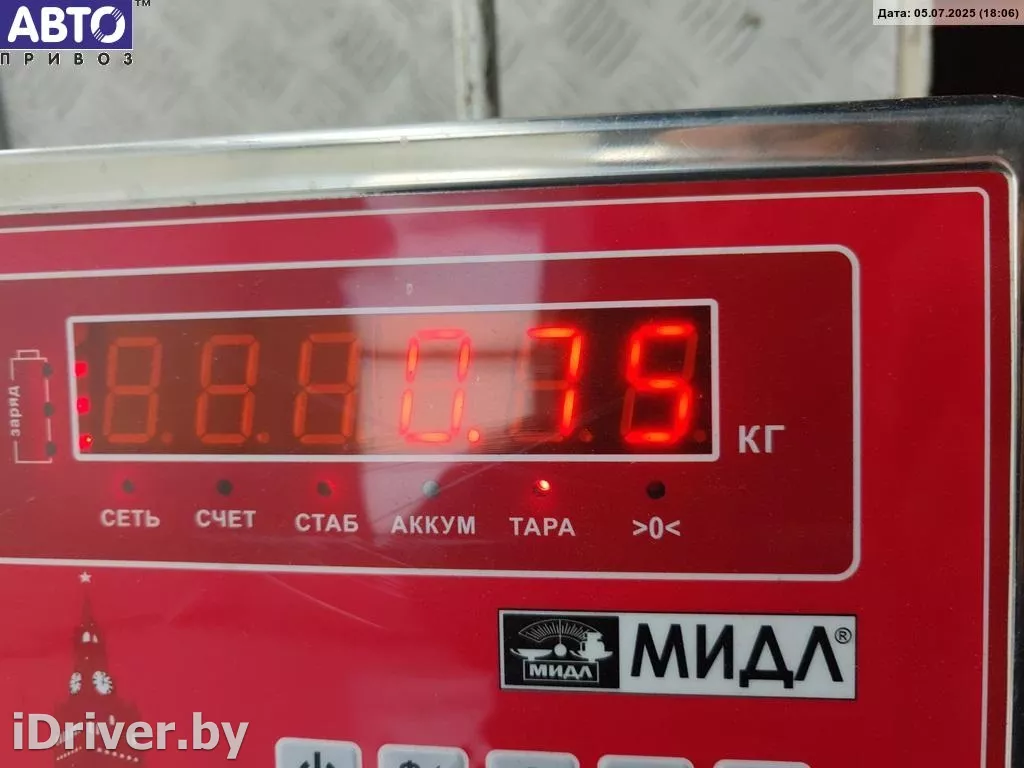 АВТО™
ПРИВОЗ
Дата: 05.07.2025 (18:06)
заряд
0.75
КГ
СЕТЬ СЧЕТ СТАБ АККУМ ТАРА >0<
МИДЛ МИДЛ®
iDriver.by